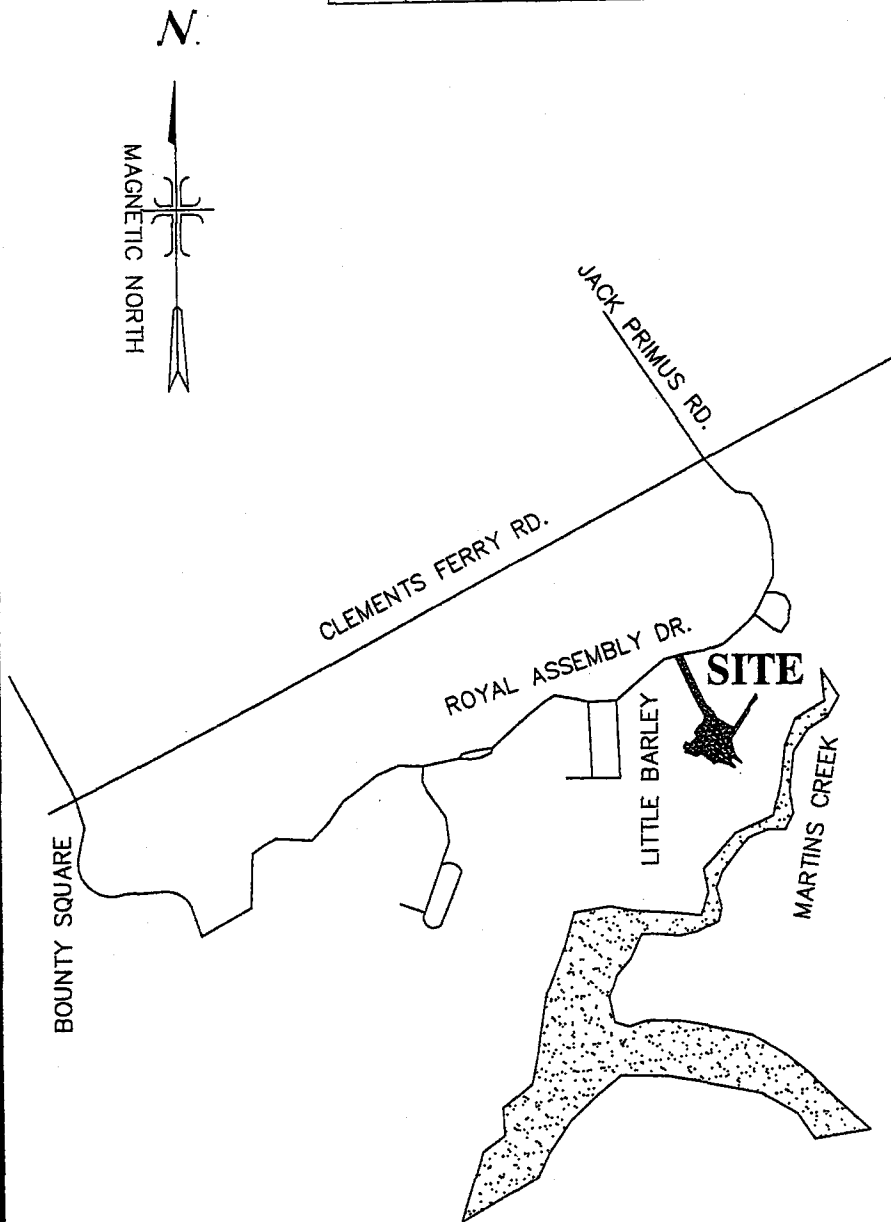 N.
MAGNETIC NORTH
JACK PRIMUS RD.
CLEMENTS FERRY RD.
ROYAL ASSEMBLY DR.
SITE
LITTLE BARLEY
MARTINS CREEK
BOUNTY SQUARE